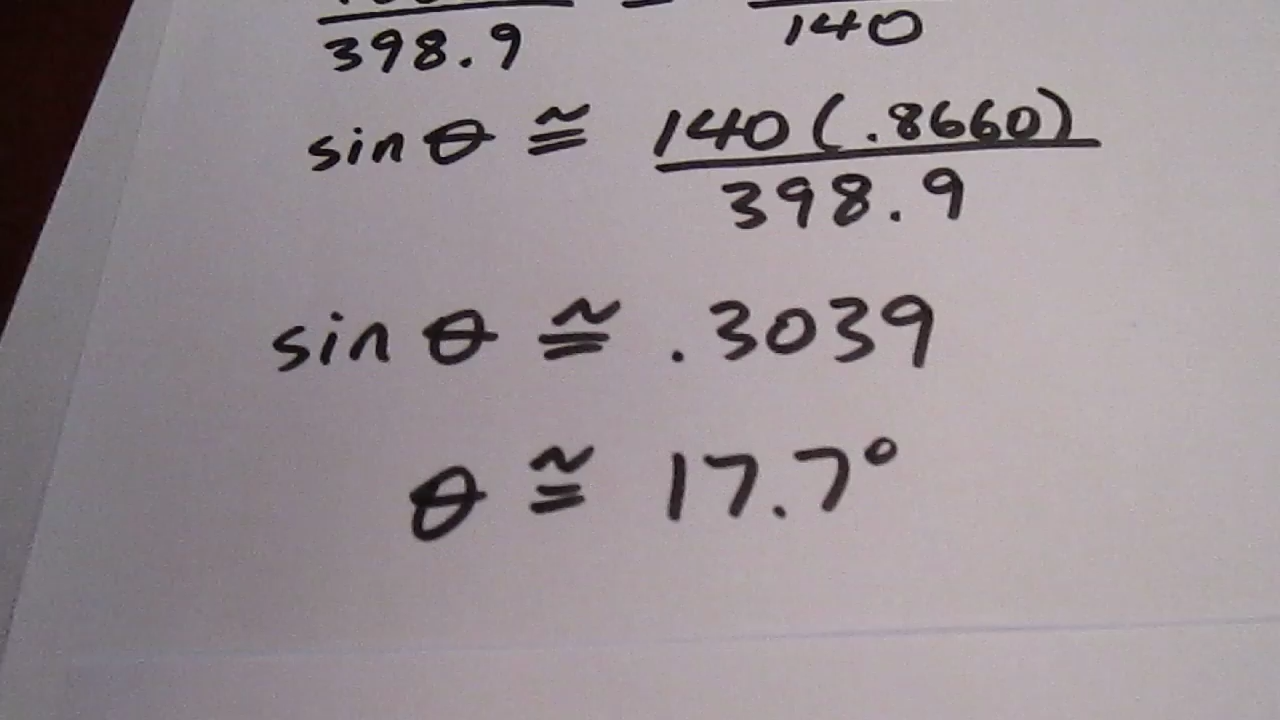 398.9 = 140
sin θ ≅ 140(.8660)
398.9
sin θ ≅ .3039
θ ≅ 17.7°